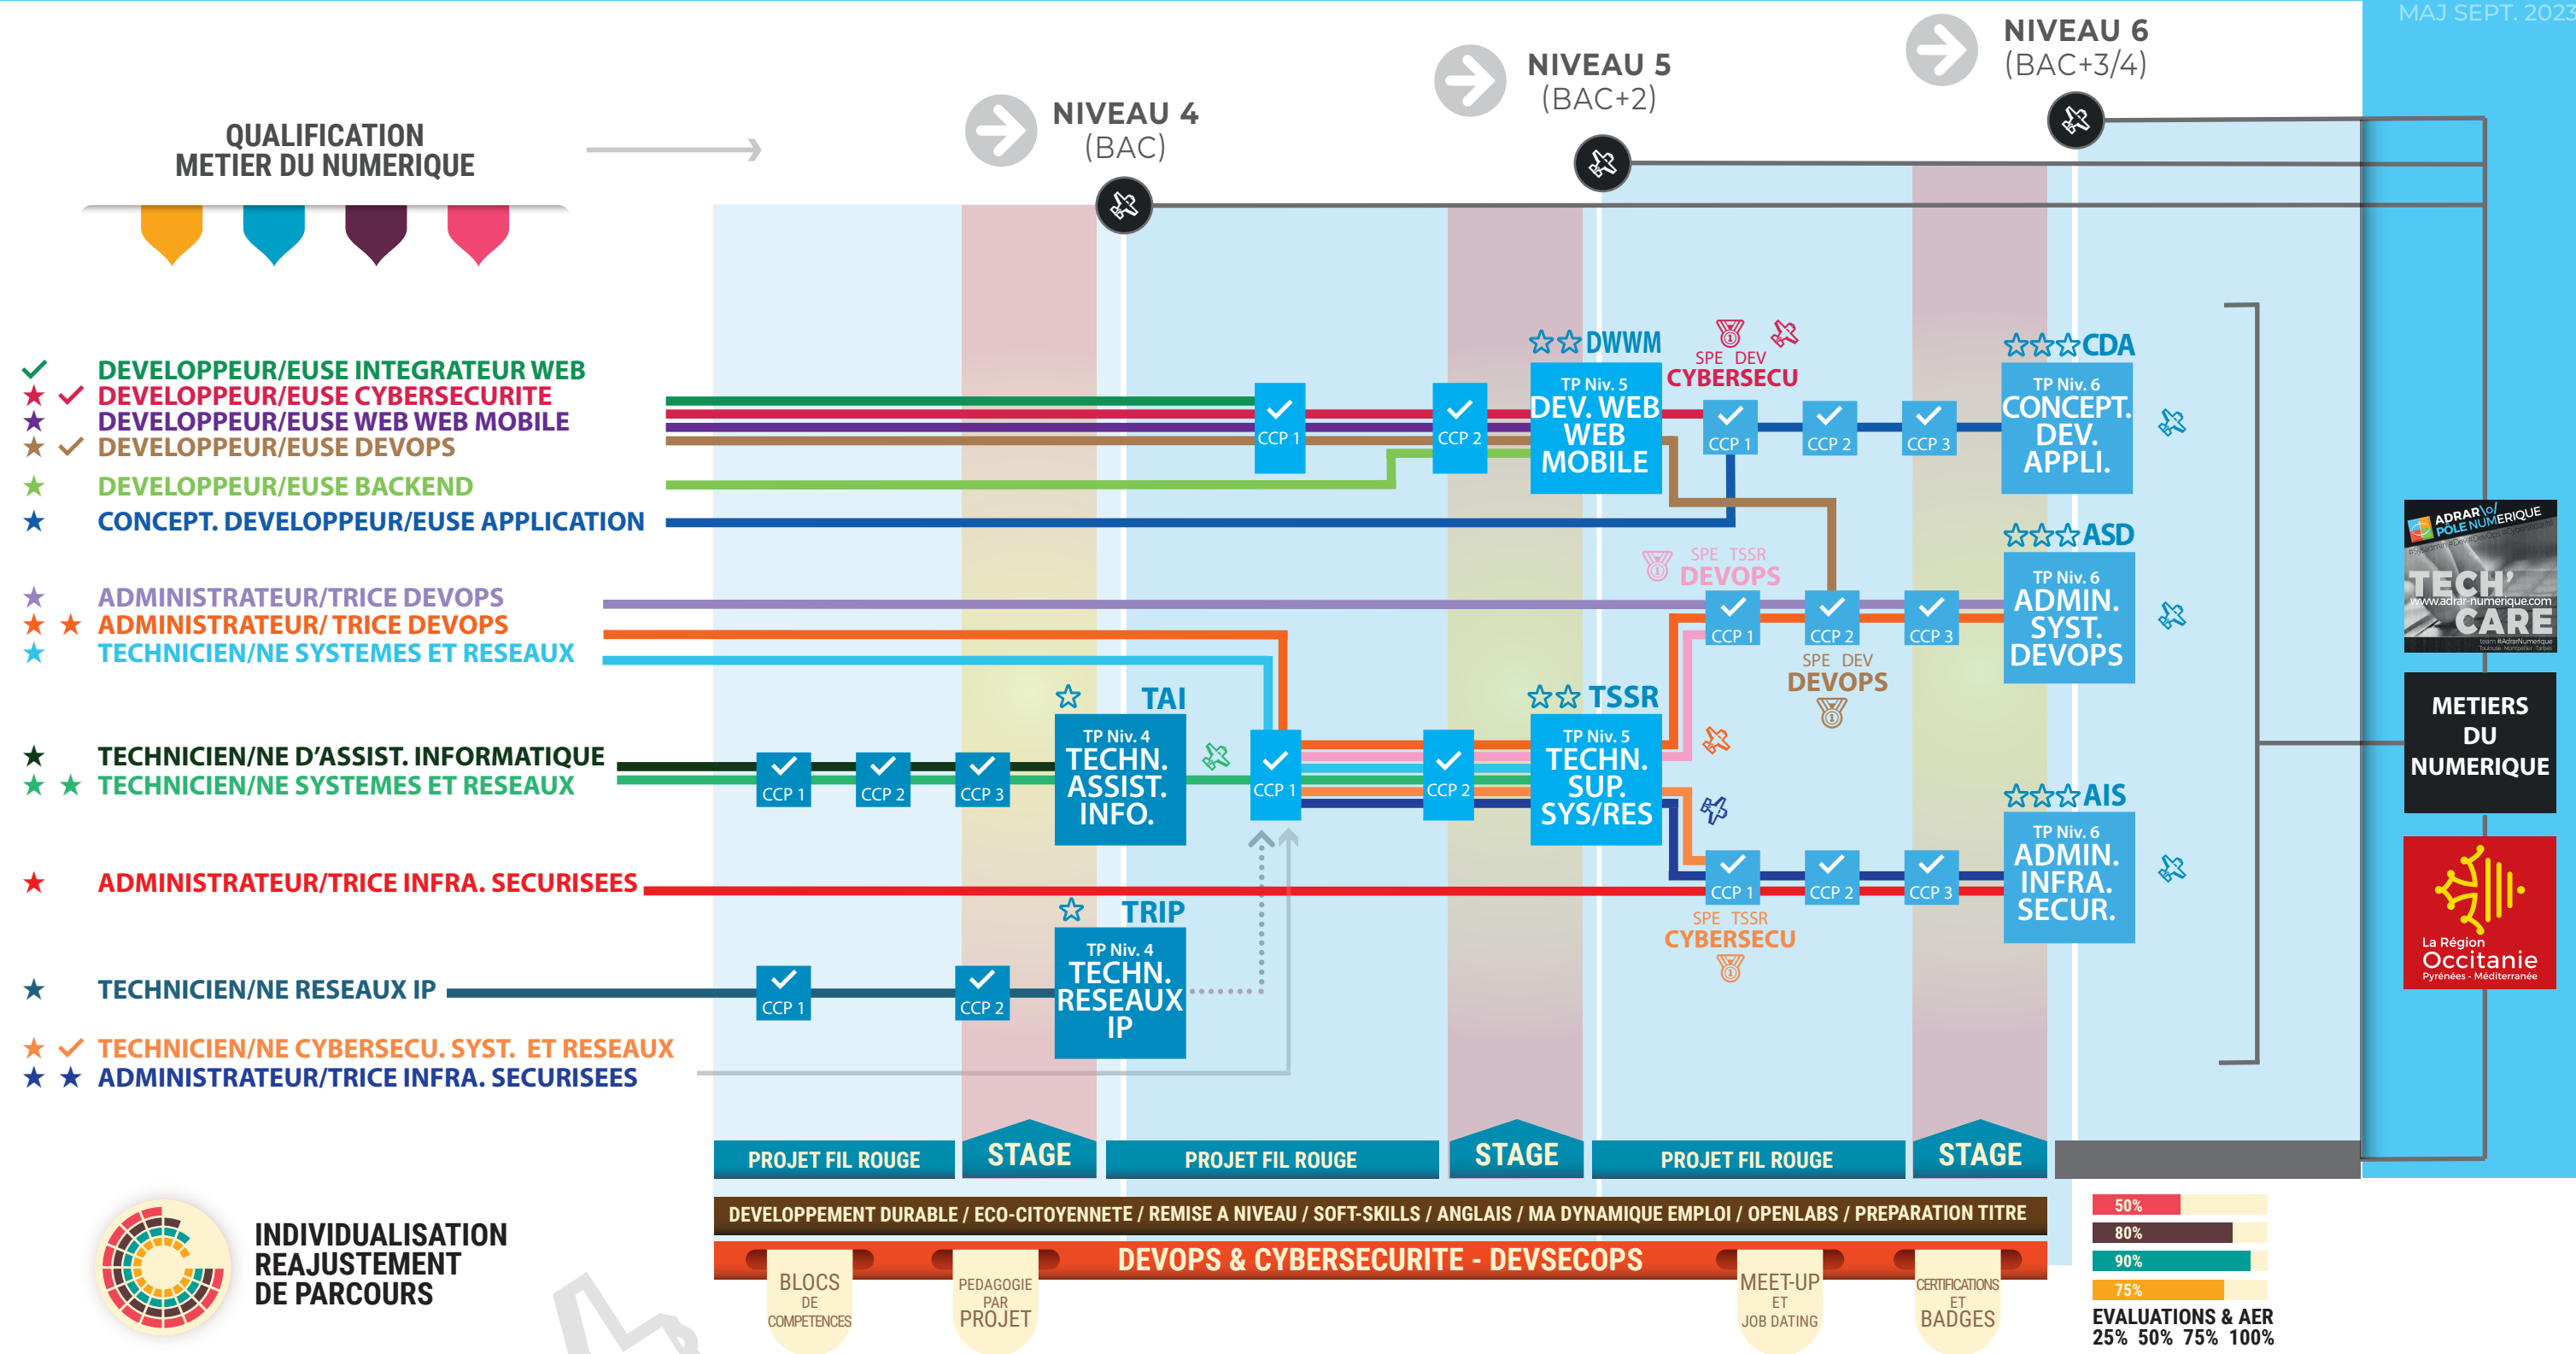 MAJ SEPT. 2023
NIVEAU 6
(BAC+3/4)
NIVEAU 5
(BAC+2)
NIVEAU 4
(BAC)
QUALIFICATION
METIER DU NUMERIQUE
DEVELOPPEUR/EUSE INTEGRATEUR WEB
DEVELOPPEUR/EUSE CYBERSECURITE
DEVELOPPEUR/EUSE WEB WEB MOBILE
DEVELOPPEUR/EUSE DEVOPS
DEVELOPPEUR/EUSE BACKEND
CONCEPT. DEVELOPPEUR/EUSE APPLICATION
CCP 1
CCP 2
DWWM
TP Niv. 5
DEV. WEB
WEB
MOBILE
SPE DEV
CYBERSECU
CCP 1
CCP 2
CCP 3
CDA
TP Niv. 6
CONCEPT.
DEV.
APPLI.
ADMINISTRATEUR/TRICE DEVOPS
ADMINISTRATEUR/ TRICE DEVOPS
TECHNICIEN/NE SYSTEMES ET RESEAUX
SPE TSSR
DEVOPS
CCP 1
CCP 2
CCP 3
SPE DEV
DEVOPS
ASD
TP Niv. 6
ADMIN.
SYST.
DEVOPS
TECHNICIEN/NE D'ASSIST. INFORMATIQUE
TECHNICIEN/NE SYSTEMES ET RESEAUX
CCP 1
CCP 2
CCP 3
TAI
TP Niv. 4
TECHN.
ASSIST.
INFO.
CCP 1
CCP 2
TSSR
TP Niv. 5
TECHN.
SUP.
SYS/RES
ADMINISTRATEUR/TRICE INFRA. SECURISEES
CCP 1
CCP 2
CCP 3
SPE TSSR
CYBERSECU
AIS
TP Niv. 6
ADMIN.
INFRA.
SECUR.
TECHNICIEN/NE RESEAUX IP
CCP 1
CCP 2
TRIP
TP Niv. 4
TECHN.
RESEAUX
IP
TECHNICIEN/NE CYBERSECU. SYST. ET RESEAUX
ADMINISTRATEUR/TRICE INFRA. SECURISEES
ADRAR\o/
PÔLE NUMERIQUE
TECH'
www.adrar-numerique.com
CARE
team #AdrarNumerique
Toulouse Montpellier Tarbes
METIERS
DU
NUMERIQUE
La Région
Occitanie
Pyrénées - Méditerranée
PROJET FIL ROUGE
STAGE
PROJET FIL ROUGE
STAGE
PROJET FIL ROUGE
STAGE
DEVELOPPEMENT DURABLE / ECO-CITOYENNETE / REMISE A NIVEAU / SOFT-SKILLS / ANGLAIS / MA DYNAMIQUE EMPLOI / OPENLABS / PREPARATION TITRE
DEVOPS & CYBERSECURITE - DEVSECOPS
BLOCS
DE
COMPETENCES
PEDAGOGIE
PAR
PROJET
MEET-UP
ET
JOB DATING
CERTIFICATIONS
ET
BADGES
INDIVIDUALISATION
REAJUSTEMENT
DE PARCOURS
50%
80%
90%
75%
EVALUATIONS & AER
25% 50% 75% 100%